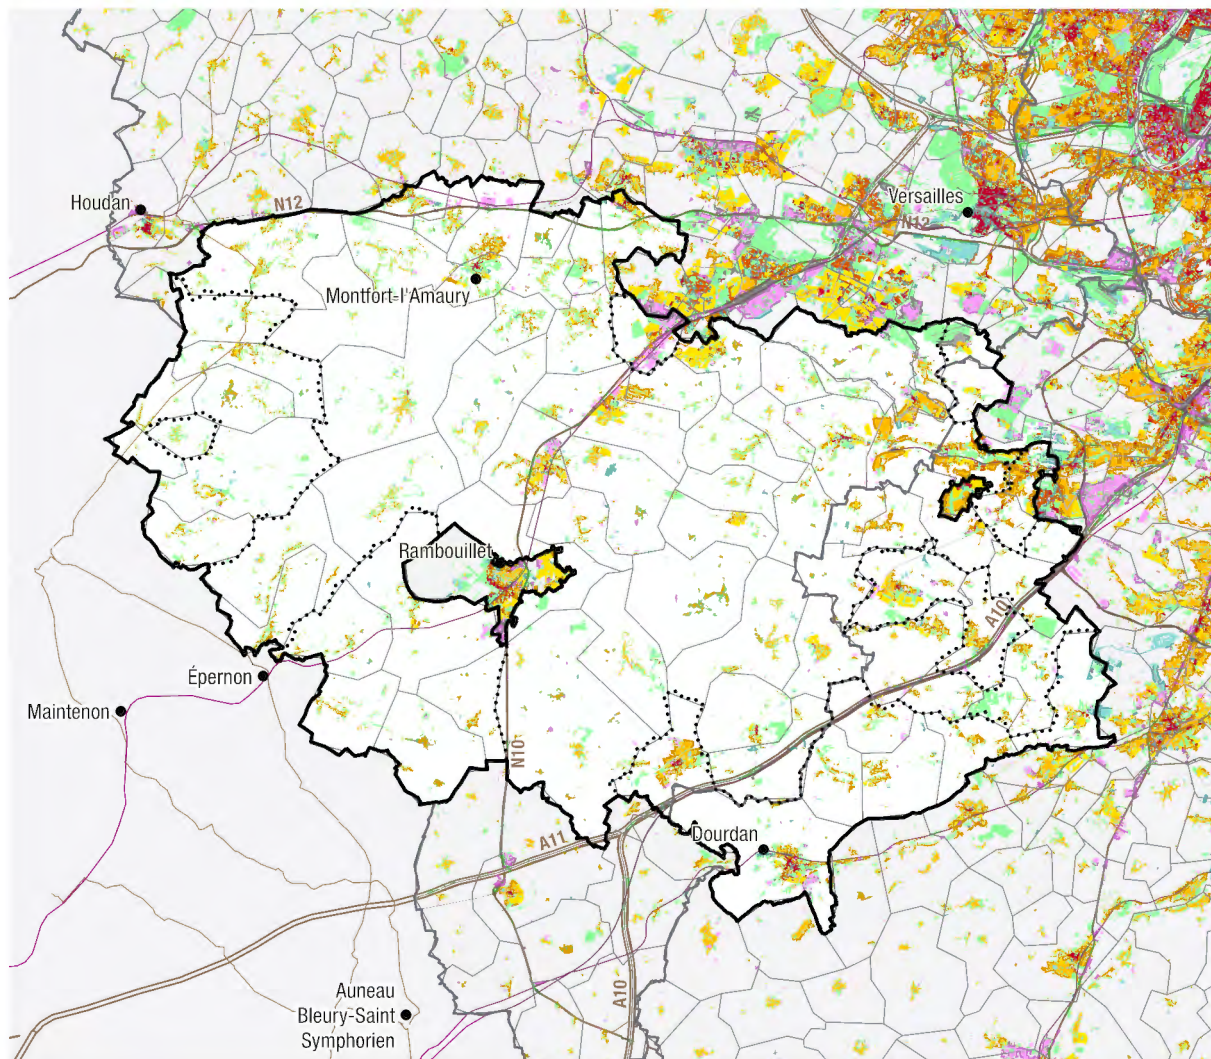 Houdan
N12
Versailles
N12
Montfort-l'Amaury
Rambouillet
A10
Épernon
Maintenon
N10
A11
Dourdan
A10
Auneau
Bleury-Saint
Symphorien